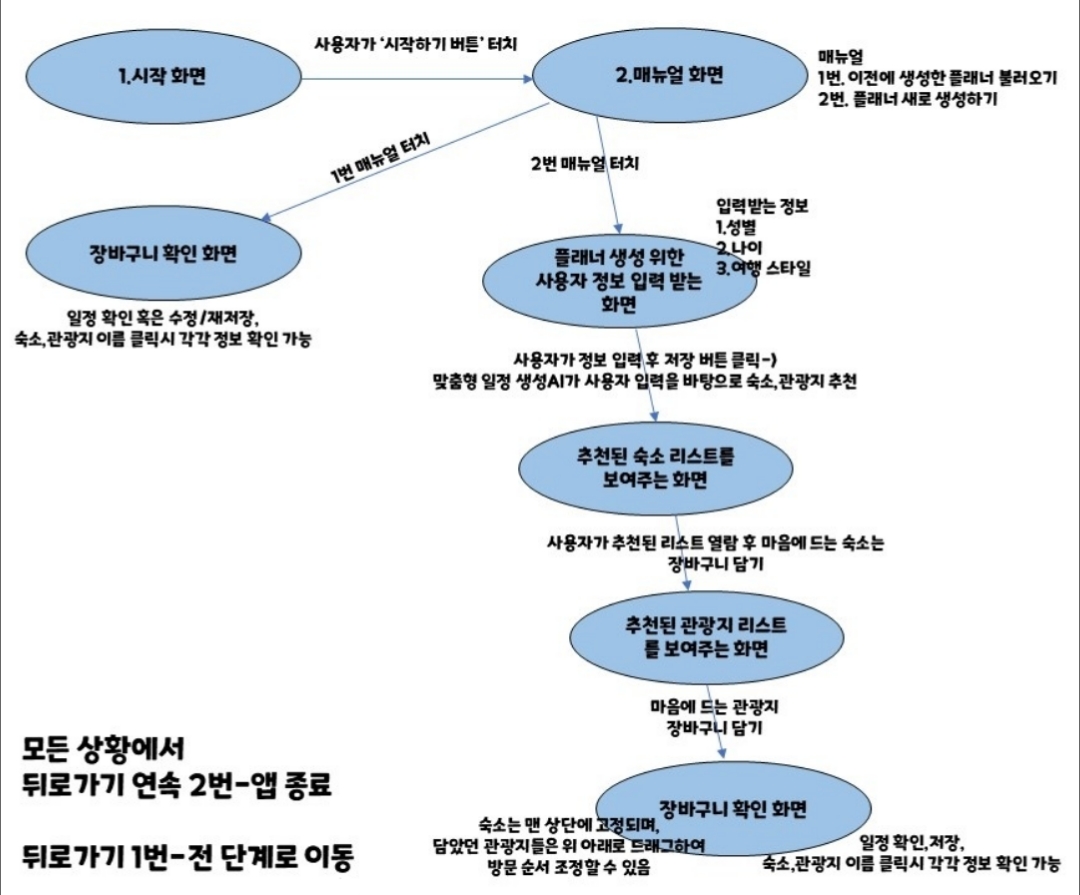 사용자가 '시작하기 버튼' 터치
1.시작 화면
2.매뉴얼 화면
매뉴얼
1번. 이전에 생성한 플래너 불러오기
2번. 플래너 새로 생성하기
1번 매뉴얼 터치
2번 매뉴얼 터치
장바구니 확인 화면
일정 확인 혹은 수정/재저장,
숙소,관광지 이름 클릭시 각각 정보 확인 가능
입력받는 정보
1.성별
2.나이
3.여행 스타일
플래너 생성 위한
사용자 정보 입력 받는
화면
사용자가 정보 입력 후 저장 버튼 클릭-)
맞춤형 일정 생성AI가 사용자 입력을 바탕으로 숙소,관광지 추천
추천된 숙소 리스트를
보여주는 화면
사용자가 추천된 리스트 열람 후 마음에 드는 숙소는
장바구니 담기
추천된 관광지 리스트
를 보여주는 화면
마음에 드는 관광지
장바구니 담기
장바구니 확인 화면
숙소는 맨 상단에 고정되며,
담았던 관광지들은 위 아래로 드래그하여
방문 순서 조정할 수 있음
일정 확인,저장,
숙소,관광지 이름 클릭시 각각 정보 확인 가능
모든 상황에서
뒤로가기 연속 2번-앱 종료
뒤로가기 1번-전 단계로 이동